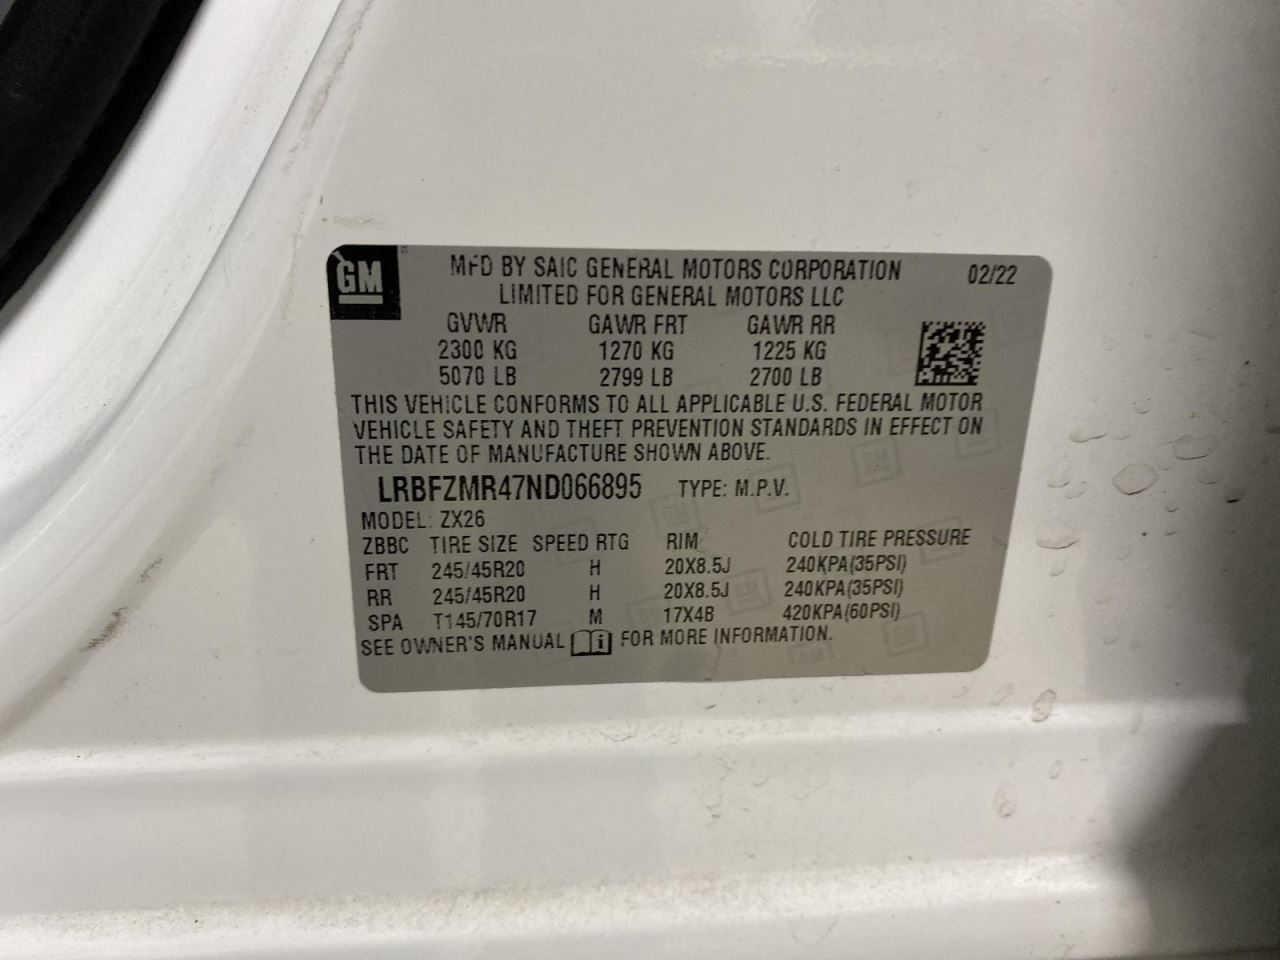 GM
MFD BY SAIC GENERAL MOTORS CORPORATION 02/22
LIMITED FOR GENERAL MOTORS LLC
GVWR GAWR FRT GAWR RR
2300 KG 1270 KG 1225 KG
5070 LB 2799 LB 2700 LB
THIS VEHICLE CONFORMS TO ALL APPLICABLE U.S. FEDERAL MOTOR
VEHICLE SAFETY AND THEFT PREVENTION STANDARDS IN EFFECT ON
THE DATE OF MANUFACTURE SHOWN ABOVE.
LRBFZMR47ND066895 TYPE: M.P.V.
MODEL: ZX26
ZBBC TIRE SIZE SPEED RTG RIM COLD TIRE PRESSURE
FRT 245/45R20 H 20X8.5J 240KPA(35PSI)
RR 245/45R20 H 20X8.5J 240KPA(35PSI)
SPA T145/70R17 M 17X4B 420KPA(60PSI)
SEE OWNER'S MANUAL i FOR MORE INFORMATION.